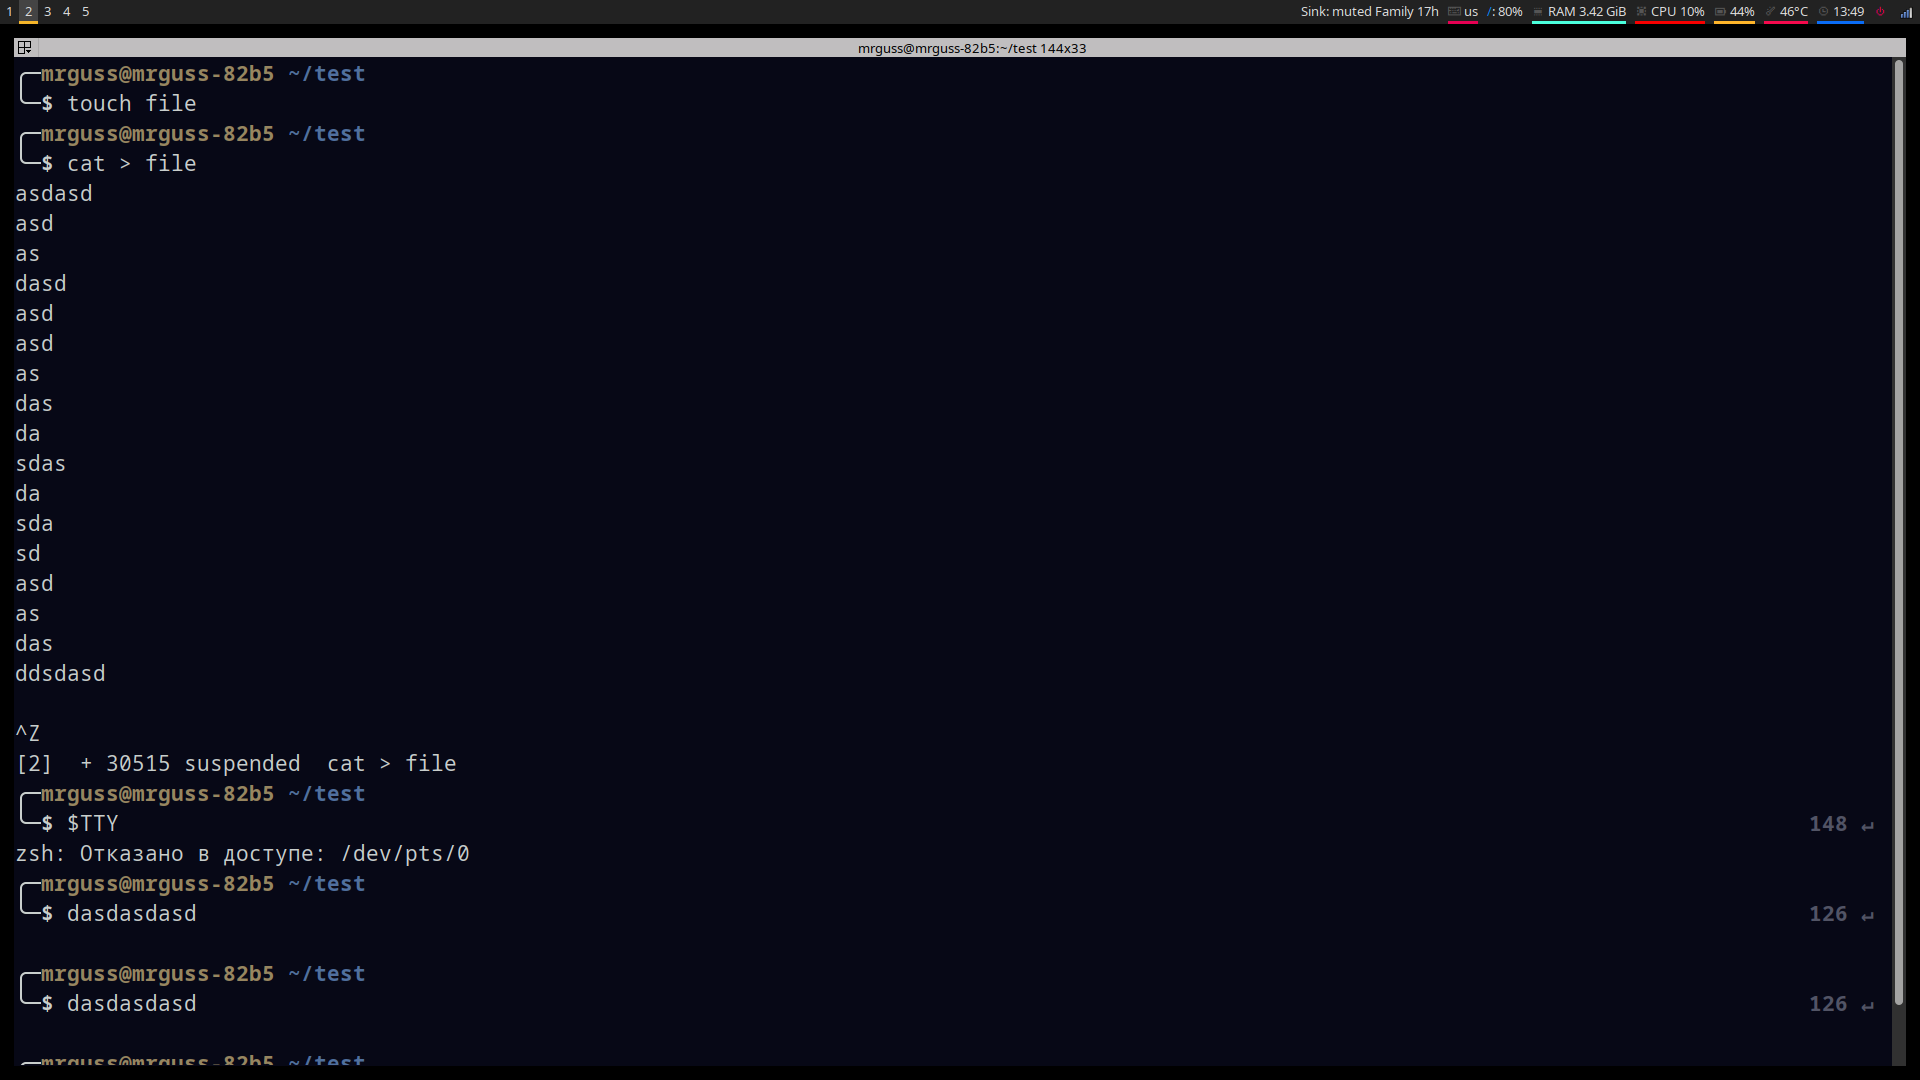 1 2 3 4 5 Sink: muted Family 17h us /: 80% RAM 3.42 GiB CPU 10% 44% 46°C 13:49
mrguss@mrguss-82b5:~/test 144x33
mrguss@mrguss-82b5 ~/test
$ touch file
mrguss@mrguss-82b5 ~/test
$ cat > file
asdasd
asd
as
dasd
asd
asd
as
das
da
sdas
da
sda
sd
asd
as
das
ddsdasd
^Z
[2]  + 30515 suspended  cat > file
mrguss@mrguss-82b5 ~/test
$ $TTY 148 ↵
zsh: Отказано в доступе: /dev/pts/0
mrguss@mrguss-82b5 ~/test
$ dasdasdasd 126 ↵
mrguss@mrguss-82b5 ~/test
$ dasdasdasd 126 ↵
mrguss@mrguss-82b5 ~/test